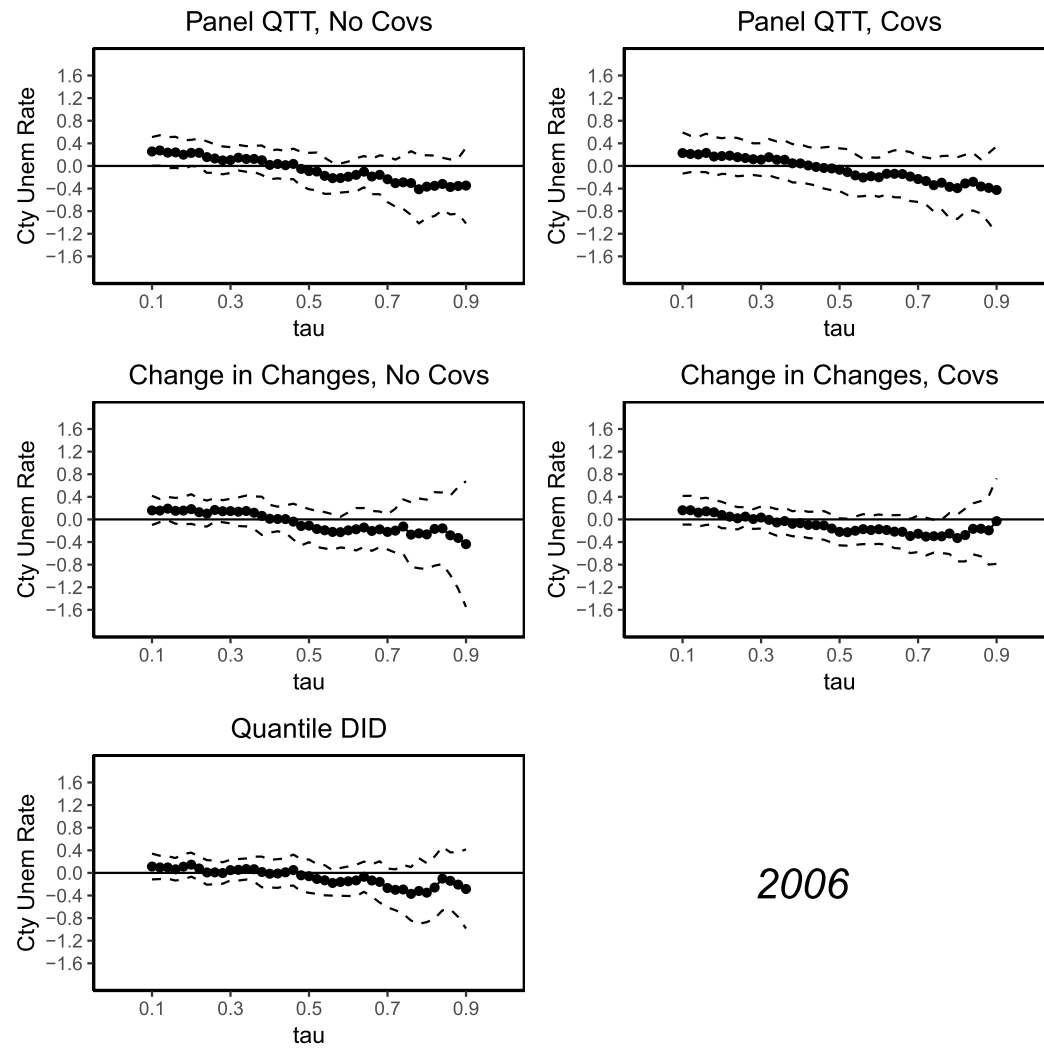 Panel QTT, No Covs
Cty Unem Rate
1.6
1.2
0.8
0.4
0.0
−0.4
−0.8
−1.2
−1.6
0.1 0.3 0.5 0.7 0.9
tau
Panel QTT, Covs
Cty Unem Rate
1.6
1.2
0.8
0.4
0.0
−0.4
−0.8
−1.2
−1.6
0.1 0.3 0.5 0.7 0.9
tau
Change in Changes, No Covs
Cty Unem Rate
1.6
1.2
0.8
0.4
0.0
−0.4
−0.8
−1.2
−1.6
0.1 0.3 0.5 0.7 0.9
tau
Change in Changes, Covs
Cty Unem Rate
1.6
1.2
0.8
0.4
0.0
−0.4
−0.8
−1.2
−1.6
0.1 0.3 0.5 0.7 0.9
tau
Quantile DID
Cty Unem Rate
1.6
1.2
0.8
0.4
0.0
−0.4
−0.8
−1.2
−1.6
0.1 0.3 0.5 0.7 0.9
tau
2006